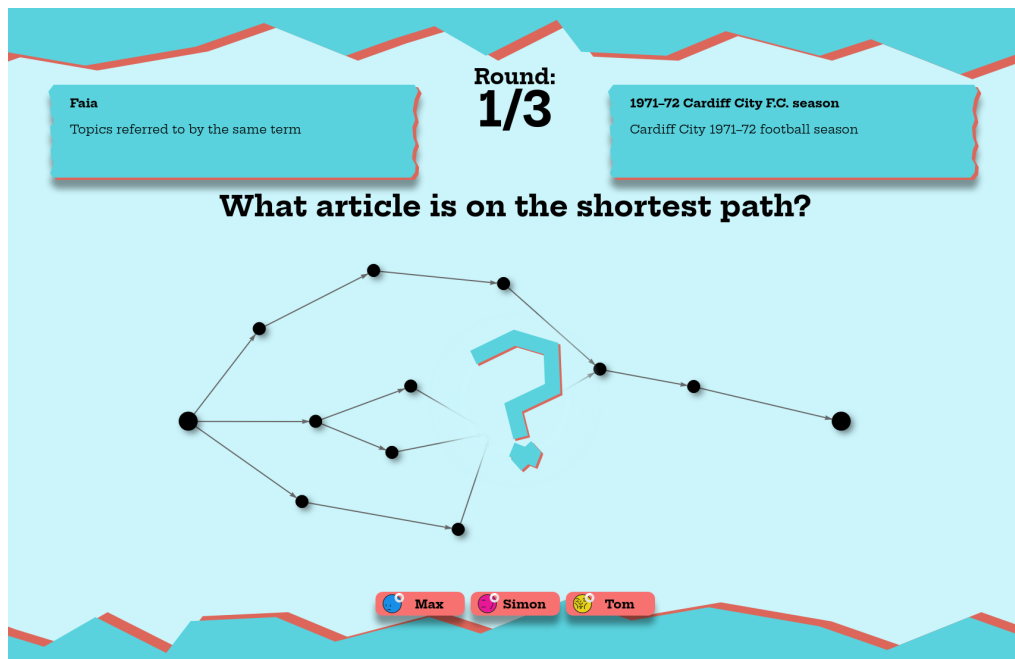 Round:
1/3
Faia
Topics referred to by the same term
1971–72 Cardiff City F.C. season
Cardiff City 1971–72 football season
What article is on the shortest path?
?
Max
Simon
Tom